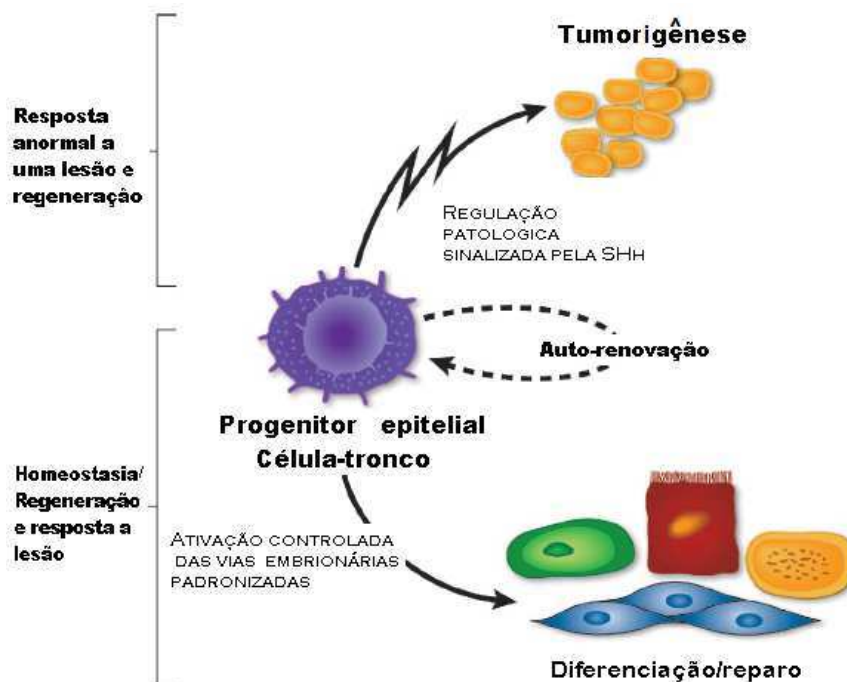 Tumorigênese
Resposta
anormal a
uma lesão e
regeneração
REGULAÇÃO
PATOLOGICA
SINALIZADA PELA SHH
Auto-renovação
Progenitor epitelial
Célula-tronco
Homeostasia/
Regeneração
e resposta a
lesão
ATIVAÇÃO CONTROLADA
DAS VIAS EMBRIONÁRIAS
PADRONIZADAS
Diferenciação/reparo